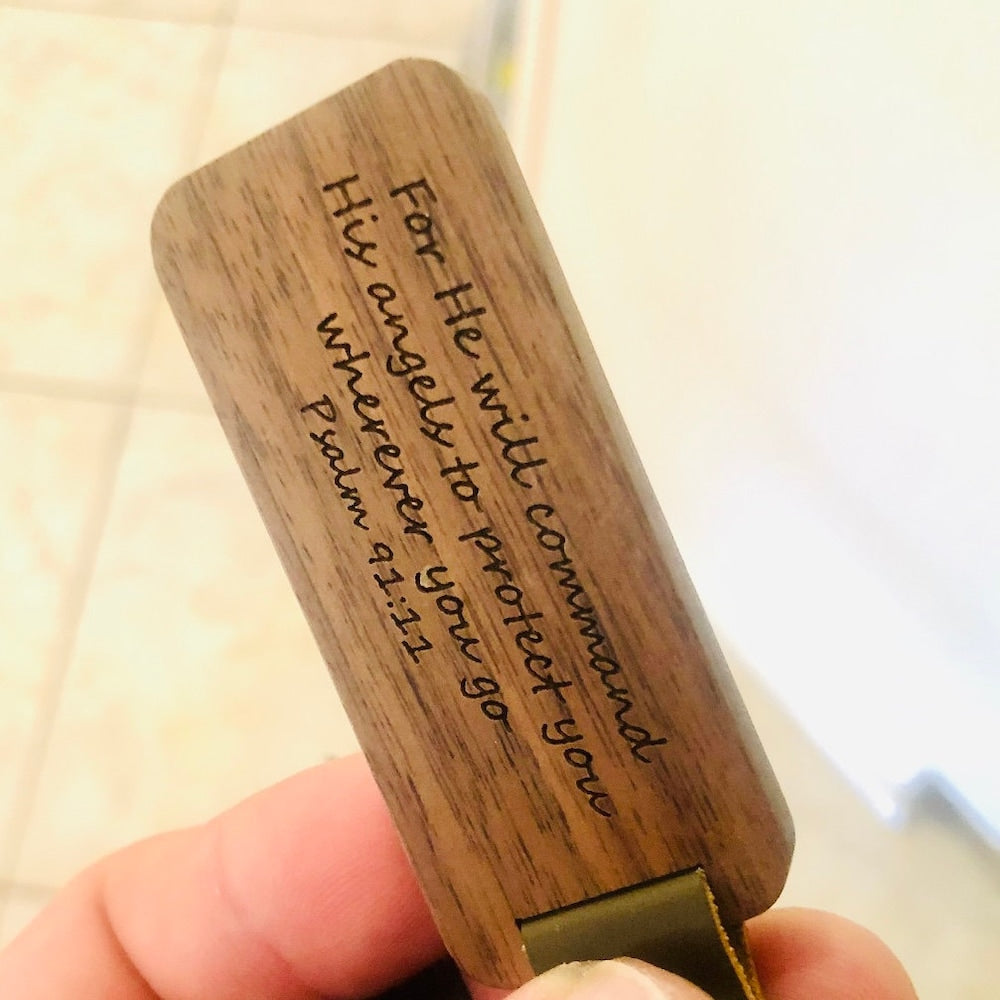 For He will command
His angels to protect you
wherever you go
Psalm 91:11